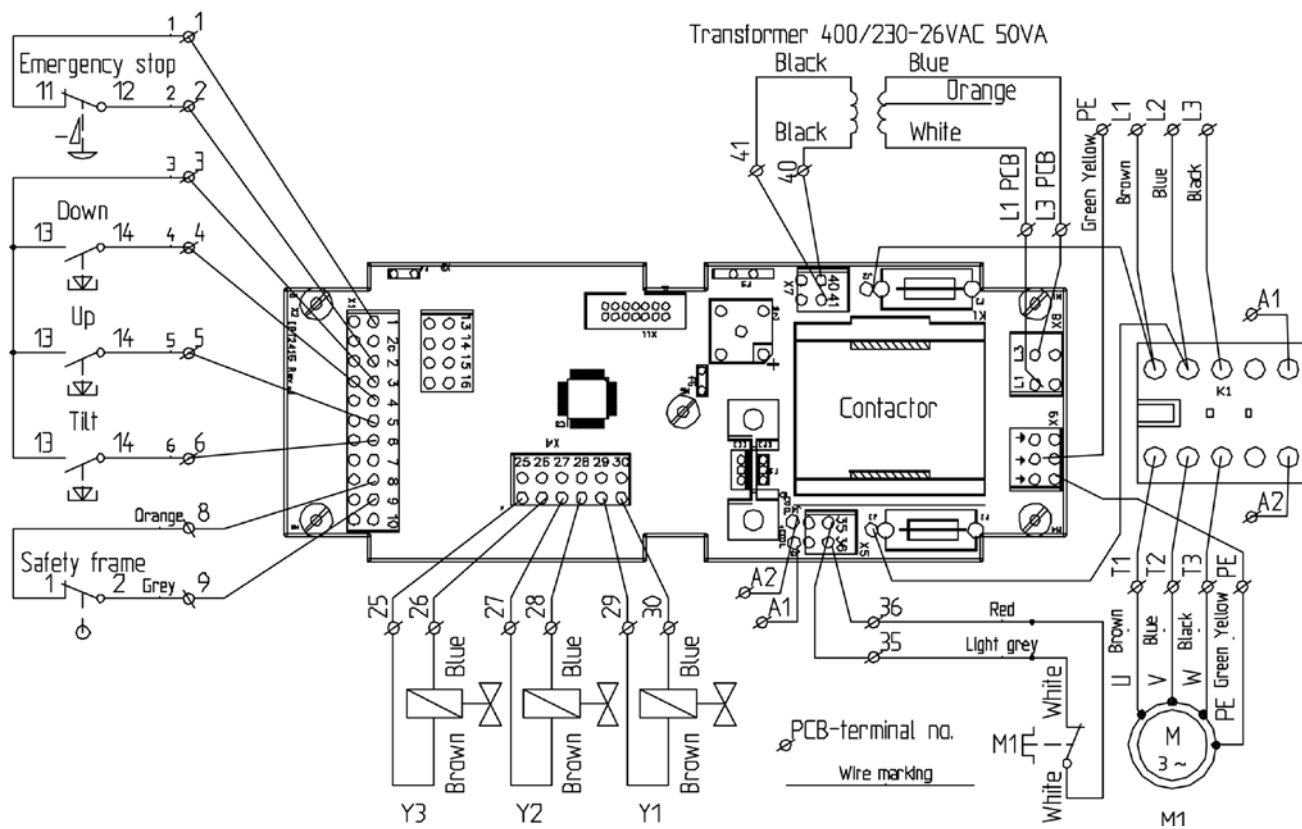 Transformer 400/230-26VAC 50VA
Black
Blue
Orange
Black
White
41
40
L1 PCB
L3 PCB
PE
L1
L2
L3
Green Yellow
Brown
Blue
Black
1
1
Emergency stop
11
12
2
2
3
3
Down
13
14
4
4
Up
13
14
5
5
Tilt
13
14
6
6
Orange
8
Safety frame
1
2
Grey
9
X1
1
2c
2
3
4
5
6
7
8
9
10
13
14
15
16
X11
X4
25 26 27 28 29 30
X7
40
41
K1
Contactor
X8
L3
L1
X9
35
36
X5
A1
K1
A2
A2
A1
25
26
27
28
29
30
Blue
Blue
Blue
Brown
Brown
Brown
Y3
Y2
Y1
36
Red
35
Light grey
White
M1
White
PCB-terminal no.
Wire marking
T1
T2
T3
PE
Brown
Blue
Black
Green Yellow
U
V
W
PE
M
3 ~
M1